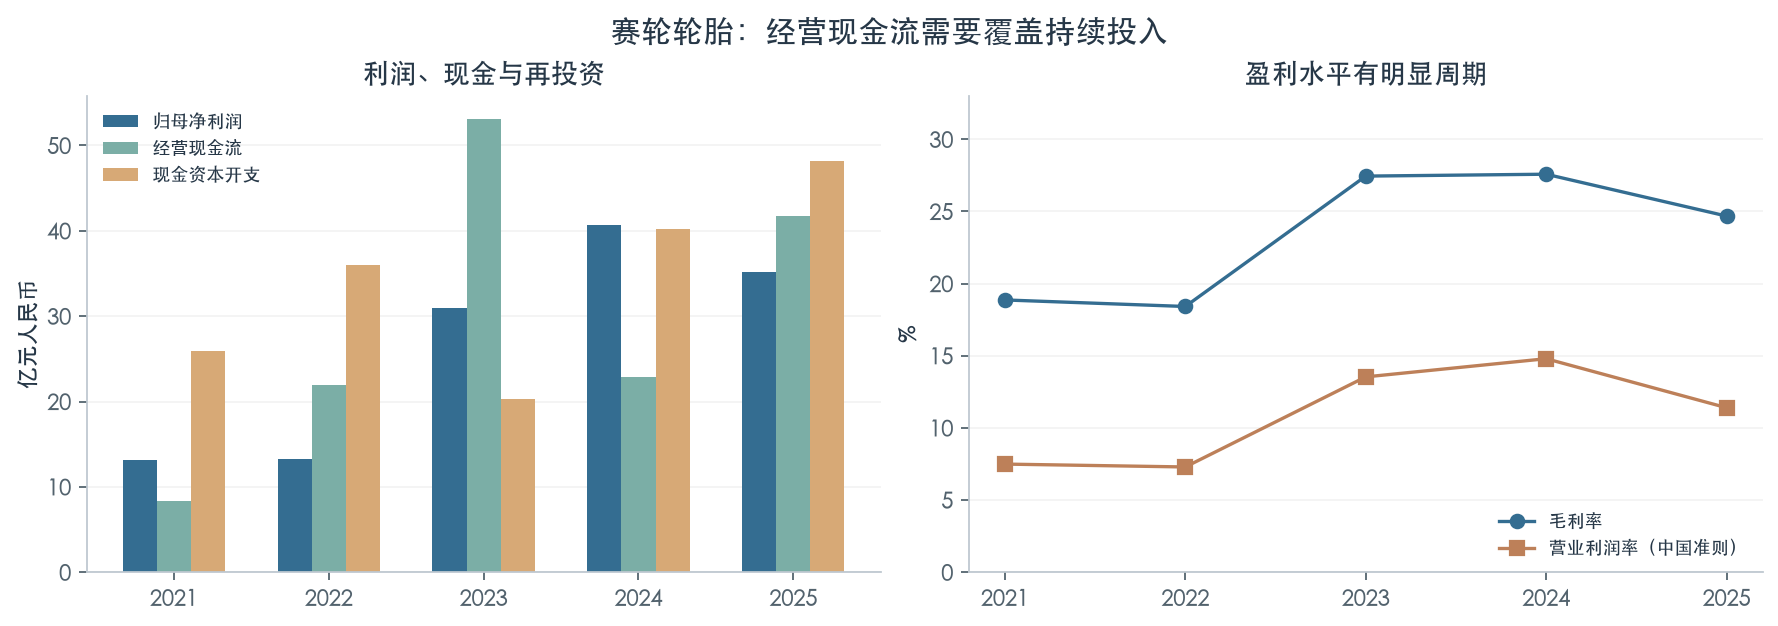 赛轮轮胎：经营现金流需要覆盖持续投入
利润、现金与再投资
归母净利润
经营现金流
现金资本开支
亿元人民币
50
40
30
20
10
0
2021
2022
2023
2024
2025
盈利水平有明显周期
%
30
25
20
15
10
5
0
毛利率
营业利润率（中国准则）
2021
2022
2023
2024
2025